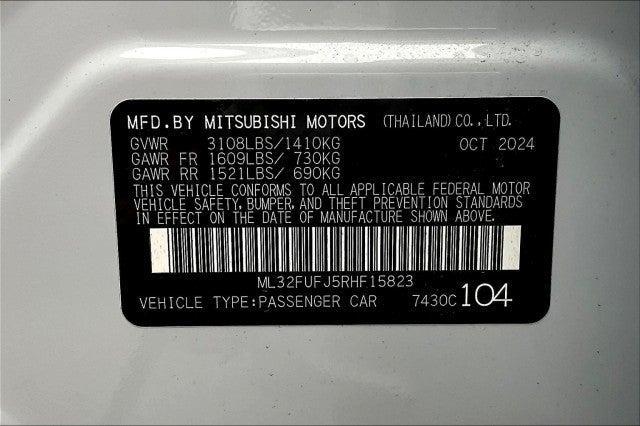 MFD.BY MITSUBISHI MOTORS (THAILAND) CO., LTD.
GVWR 3108LBS/1410KG OCT 2024
GAWR FR 1609LBS/ 730KG
GAWR RR 1521LBS/ 690KG
THIS VEHICLE CONFORMS TO ALL APPLICABLE FEDERAL MOTOR
VEHICLE SAFETY, BUMPER, AND THEFT PREVENTION STANDARDS
IN EFFECT ON THE DATE OF MANUFACTURE SHOWN ABOVE.
ML32FUFJ5RHF15823
VEHICLE TYPE:PASSENGER CAR 7430C 104